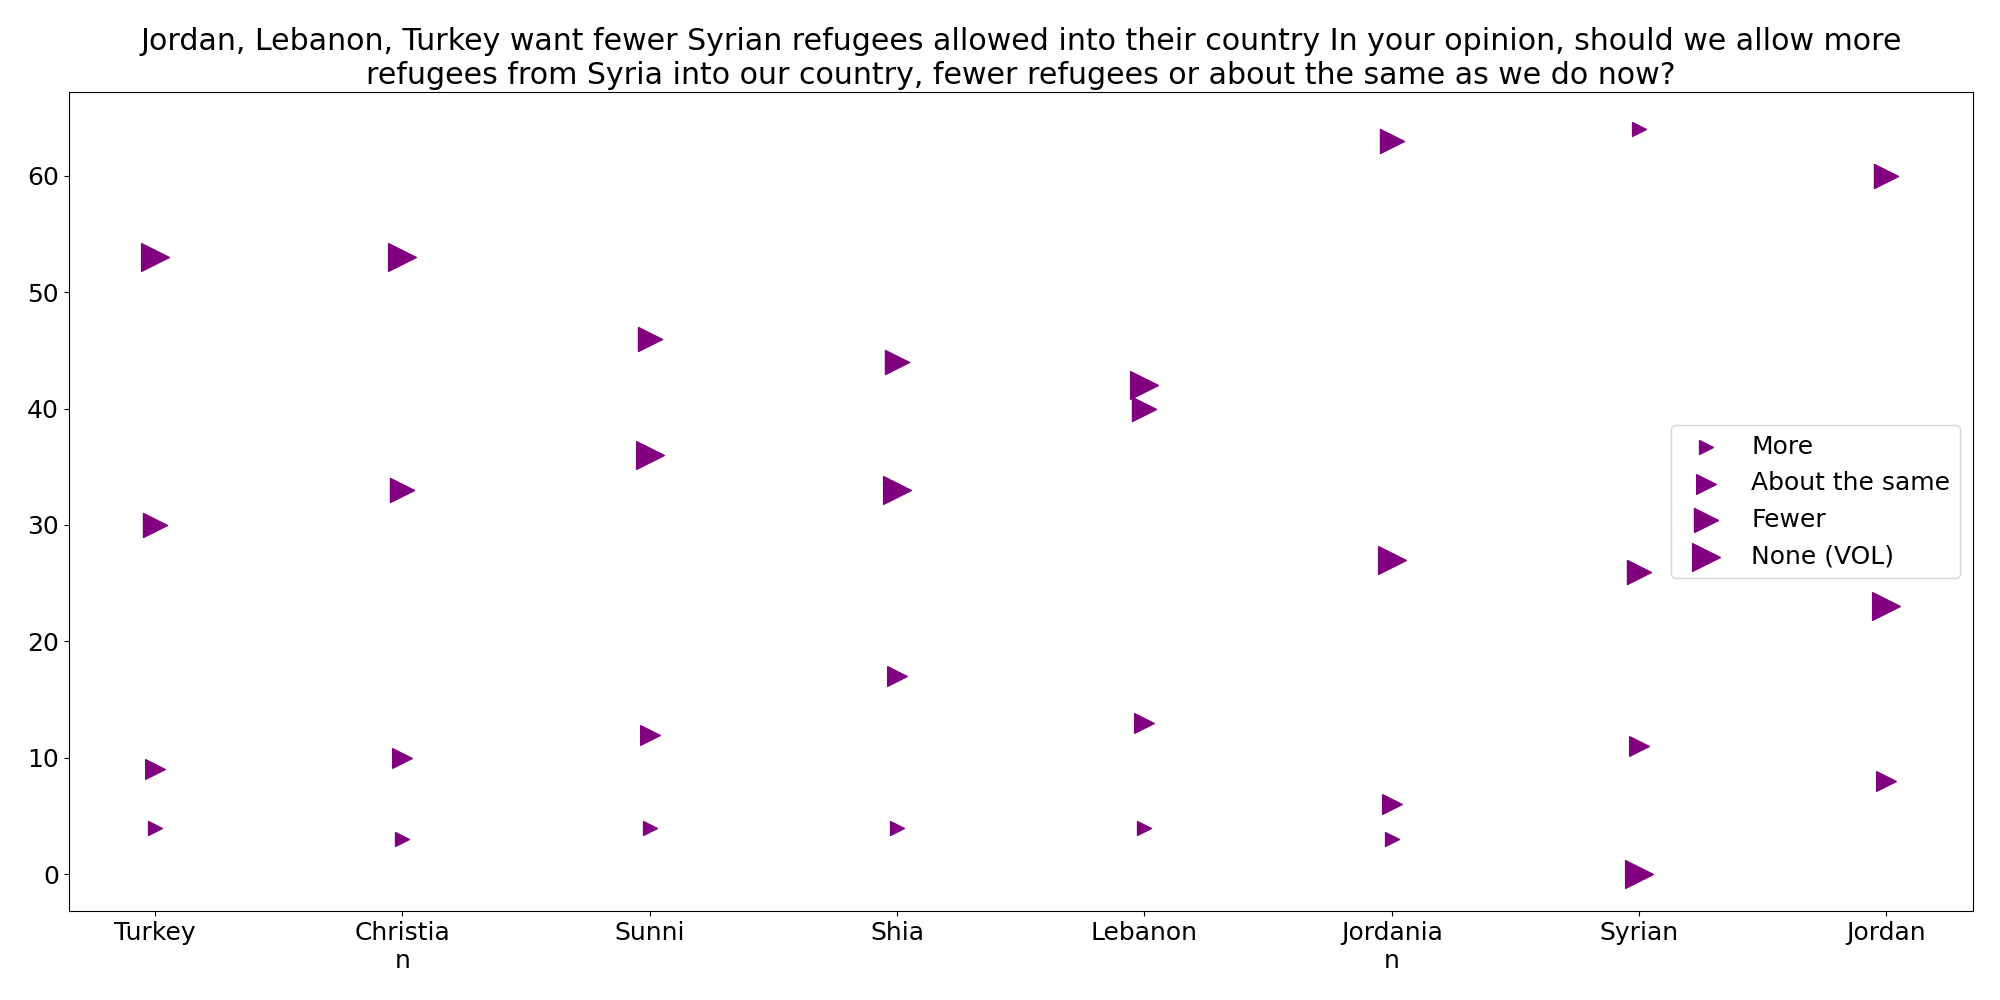 Jordan, Lebanon, Turkey want fewer Syrian refugees allowed into their country In your opinion, should we allow more
refugees from Syria into our country, fewer refugees or about the same as we do now?
60
50
40
30
20
10
0
More
About the same
Fewer
None (VOL)
Turkey Christia Sunni Shia Lebanon Jordania Syrian Jordan
n n